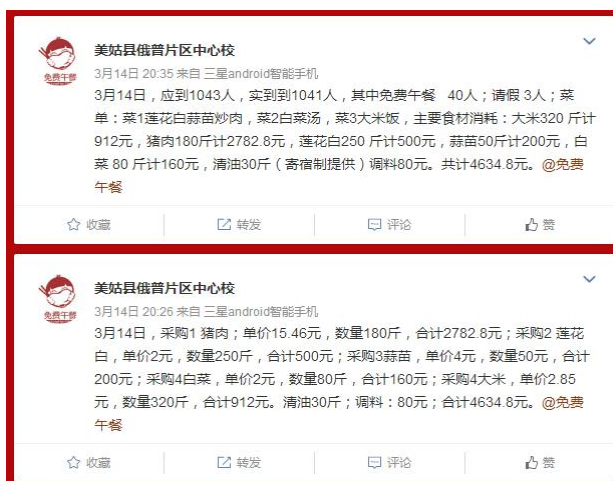 美姑县俄普片区中心校
3月14日 20:35 来自 三星android智能手机
免费午餐
3月14日，应到1043人，实到到1041人，其中免费午餐 40人；请假 3人；菜
单：菜1莲花白蒜苗炒肉，菜2白菜汤，菜3大米饭，主要食材消耗：大米320 斤计
912元，猪肉180斤计2782.8元，莲花白250 斤计500元，蒜苗50斤计200元，白
菜 80 斤计160元，清油30斤（寄宿制提供）调料80元。共计4634.8元。@免费
午餐
收藏 转发 评论 赞
美姑县俄普片区中心校
3月14日 20:26 来自 三星android智能手机
免费午餐
3月14日，采购1 猪肉；单价15.46元，数量180斤，合计2782.8元；采购2 莲花
白，单价2元，数量250斤，合计500元；采购3蒜苗，单价4元，数量50元，合计
200元；采购4白菜，单价2元，数量80斤，合计160元；采购4大米，单价2.85
元，数量320斤，合计912元。清油30斤；调料：80元；合计4634.8元。@免费
午餐
收藏 转发 评论 赞